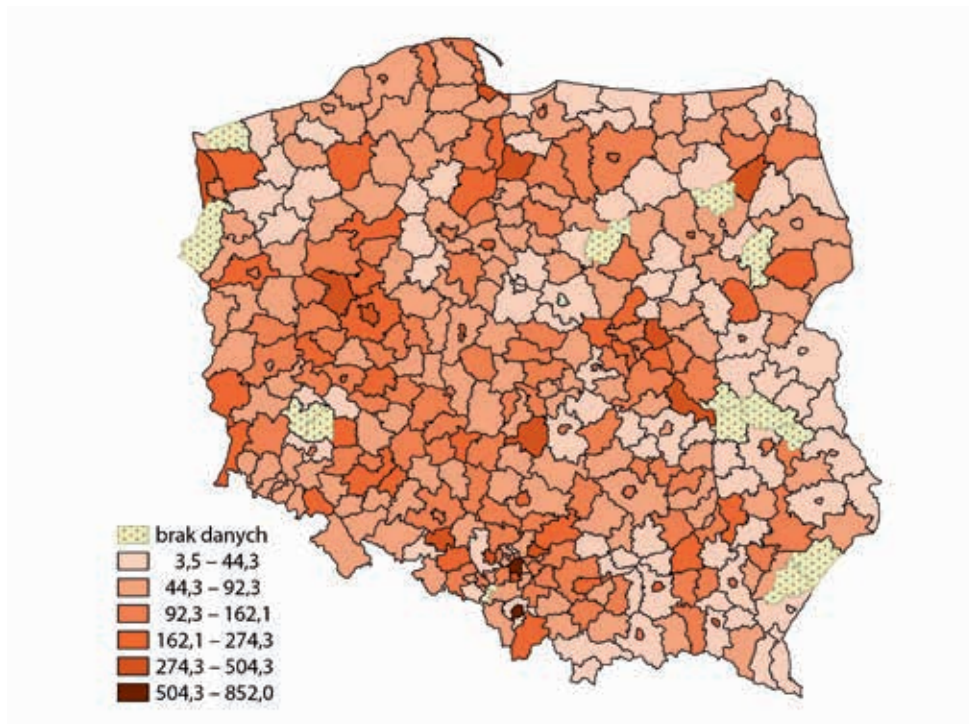 brak danych
3,5 – 44,3
44,3 – 92,3
92,3 – 162,1
162,1 – 274,3
274,3 – 504,3
504,3 – 852,0